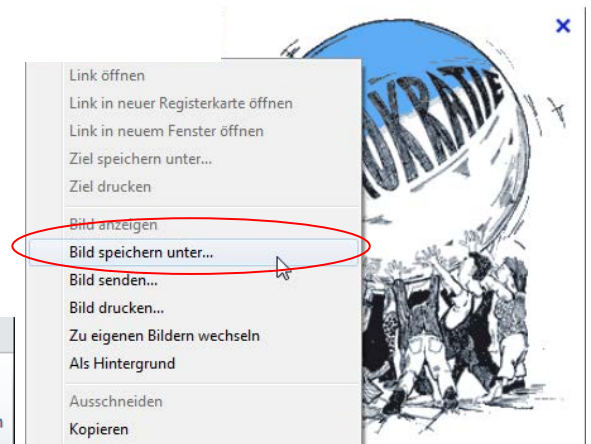 Link öffnen
Link in neuer Registerkarte öffnen
Link in neuem Fenster öffnen
Ziel speichern unter...
Ziel drucken
Bild anzeigen
Bild speichern unter...
Bild senden...
Bild drucken...
Zu eigenen Bildern wechseln
Als Hintergrund
Ausschneiden
Kopieren
OKRATIE